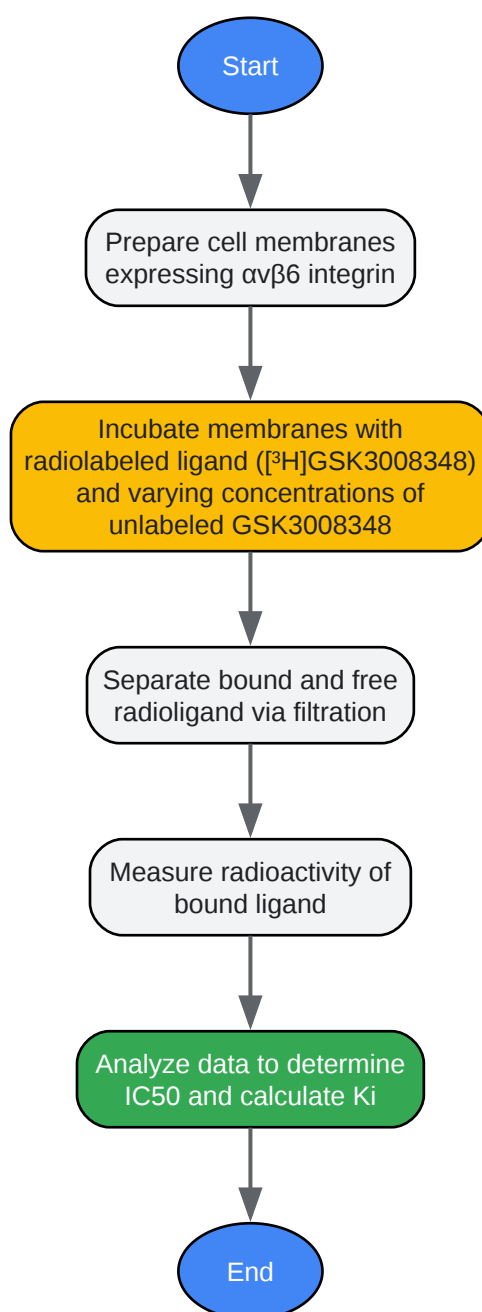 Start
Prepare cell membranes
expressing αvβ6 integrin
Incubate membranes with
radiolabeled ligand ([³H]GSK3008348)
and varying concentrations of
unlabeled GSK3008348
Separate bound and free
radioligand via filtration
Measure radioactivity of
bound ligand
Analyze data to determine
IC50 and calculate Ki
End